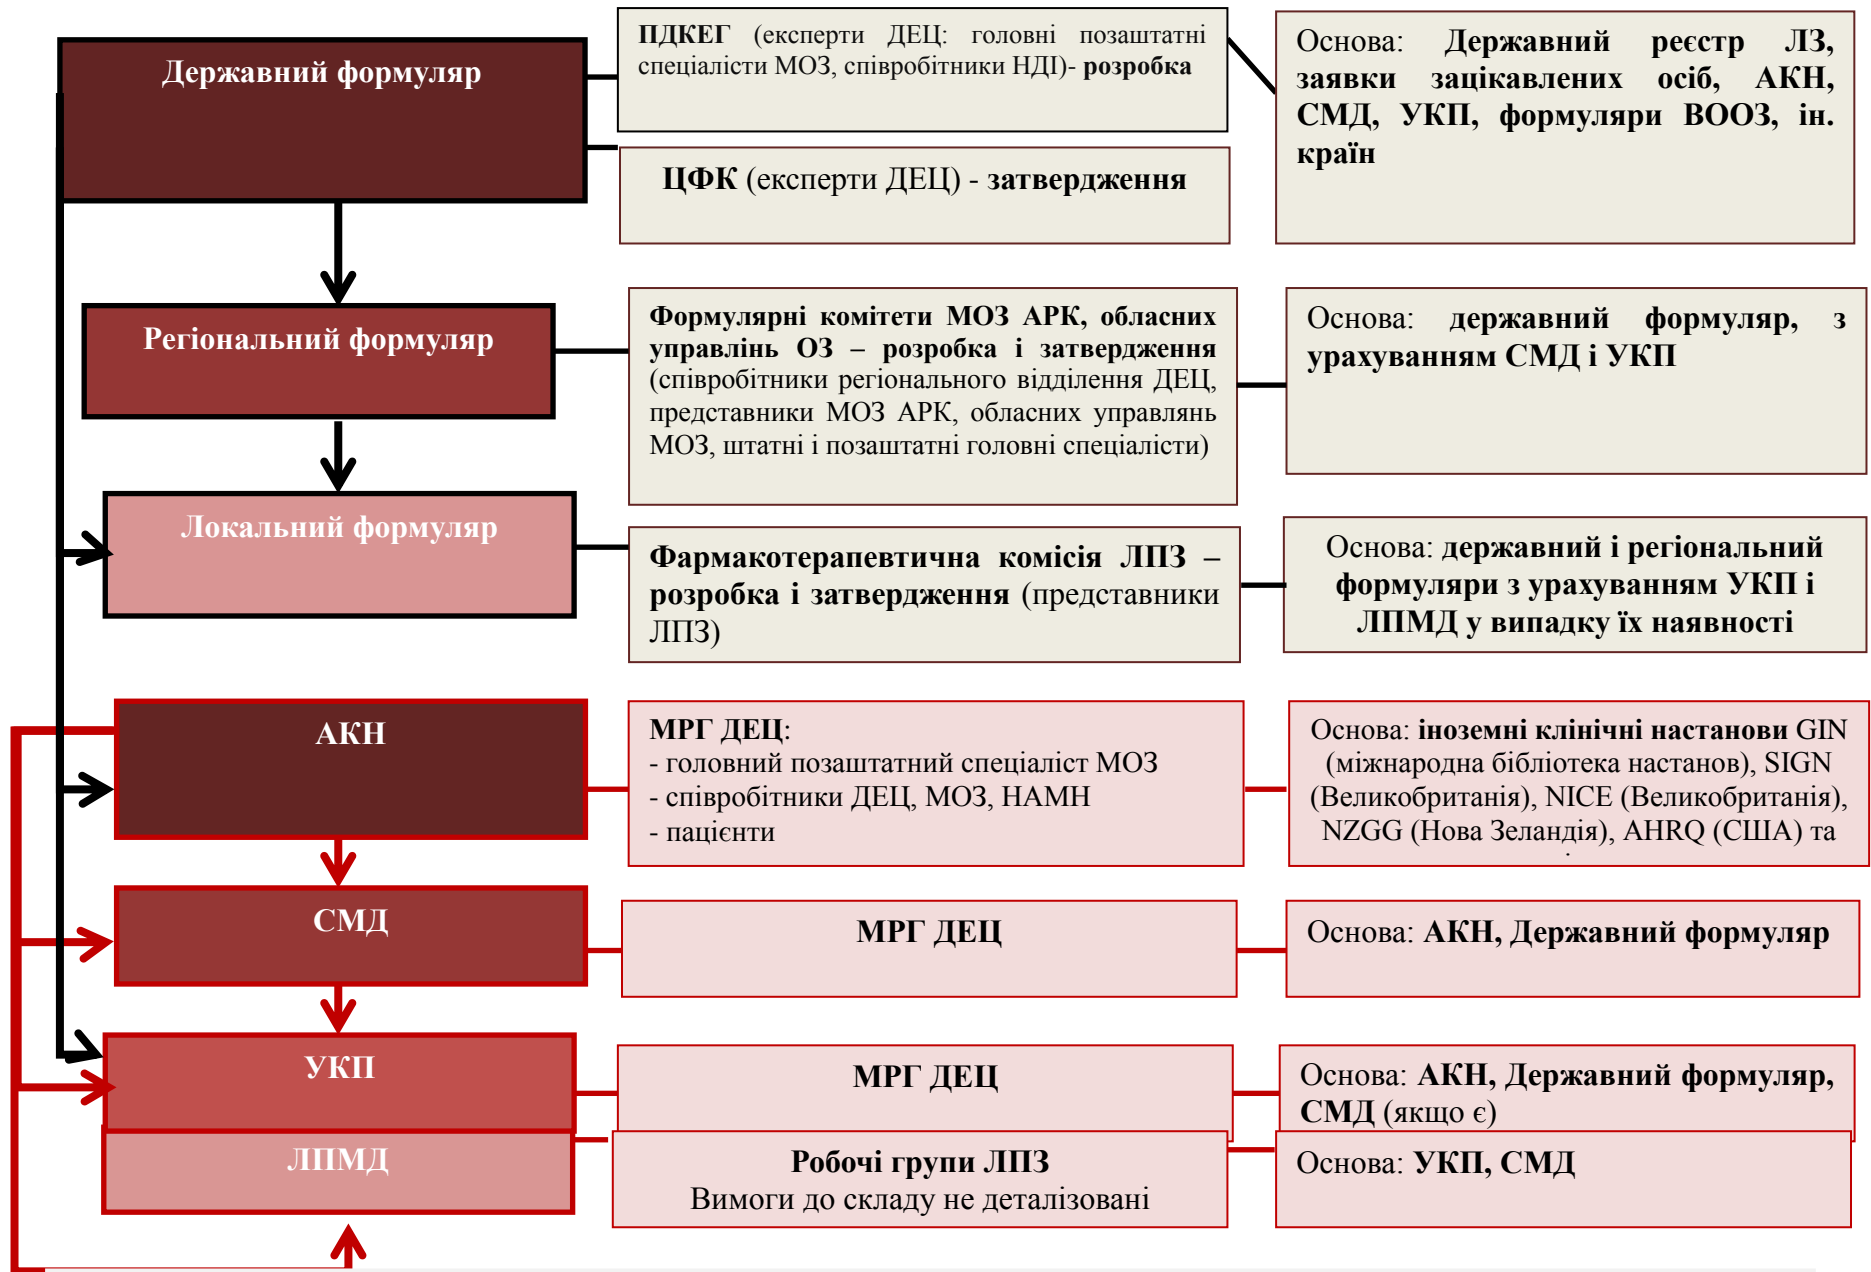 Державний формуляр
ПДКЕГ (експерти ДЕЦ: головні позаштатні
спеціалісти МОЗ, співробітники НДІ)- розробка
Основа: Державний реєстр ЛЗ,
заявки зацікавлених осіб, АКН,
СМД, УКП, формуляри ВООЗ, ін.
країн
ЦФК (експерти ДЕЦ) - затвердження
Регіональний формуляр
Формулярні комітети МОЗ АРК, обласних
управлінь ОЗ – розробка і затвердження
(співробітники регіонального відділення ДЕЦ,
представники МОЗ АРК, обласних управлянь
МОЗ, штатні і позаштатні головні спеціалісти)
Основа: державний формуляр, з
урахуванням СМД і УКП
Локальний формуляр
Фармакотерапевтична комісія ЛПЗ –
розробка і затвердження (представники
ЛПЗ)
Основа: державний і регіональний
формуляри з урахуванням УКП і
ЛПМД у випадку їх наявності
АКН
МРГ ДЕЦ:
- головний позаштатний спеціаліст МОЗ
- співробітники ДЕЦ, МОЗ, НАМН
- пацієнти
Основа: іноземні клінічні настанови GIN
(міжнародна бібліотека настанов), SIGN
(Великобританія), NICE (Великобританія),
NZGG (Нова Зеландія), AHRQ (США) та
СМД
МРГ ДЕЦ
Основа: АКН, Державний формуляр
УКП
МРГ ДЕЦ
Основа: АКН, Державний формуляр,
СМД (якщо є)
ЛПМД
Робочі групи ЛПЗ
Вимоги до складу не деталізовані
Основа: УКП, СМД